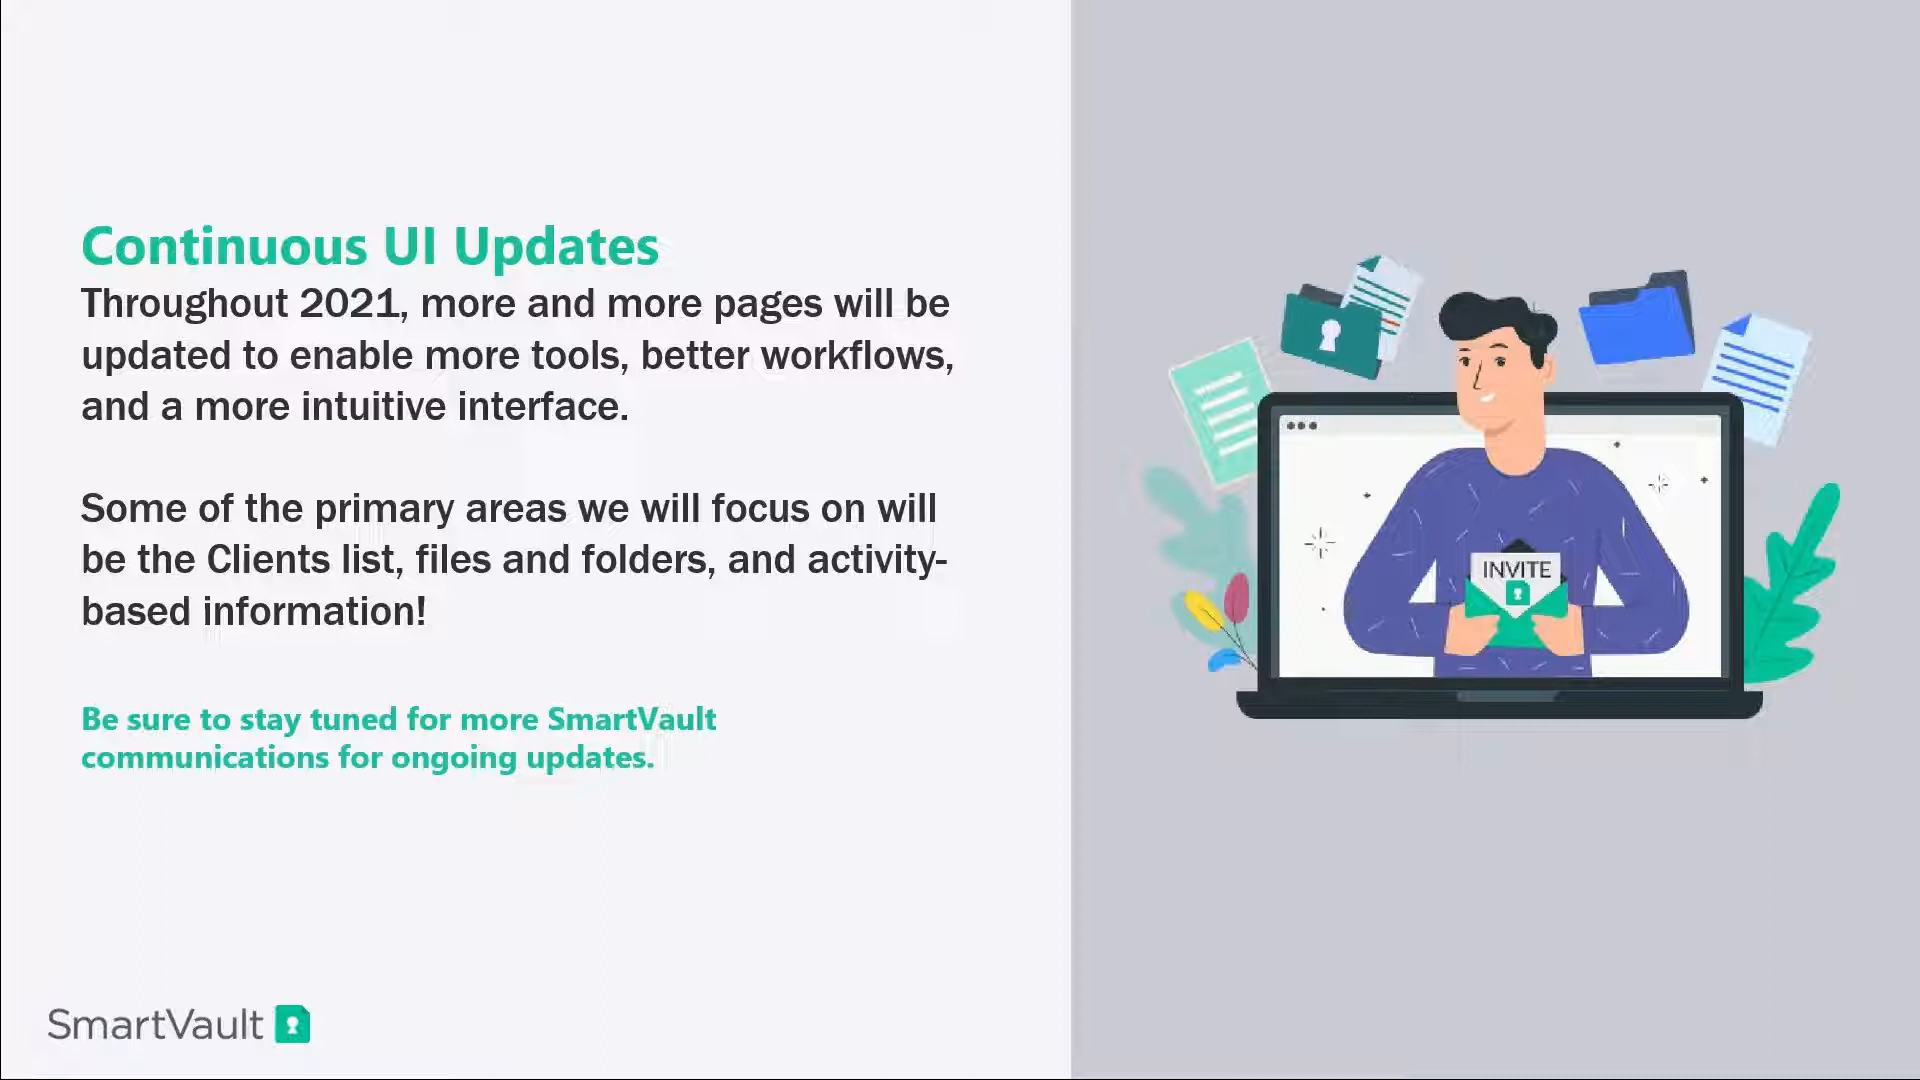 Continuous UI Updates
Throughout 2021, more and more pages will be
updated to enable more tools, better workflows,
and a more intuitive interface.
Some of the primary areas we will focus on will
be the Clients list, files and folders, and activity-
based information!
Be sure to stay tuned for more SmartVault
communications for ongoing updates.
INVITE
SmartVault